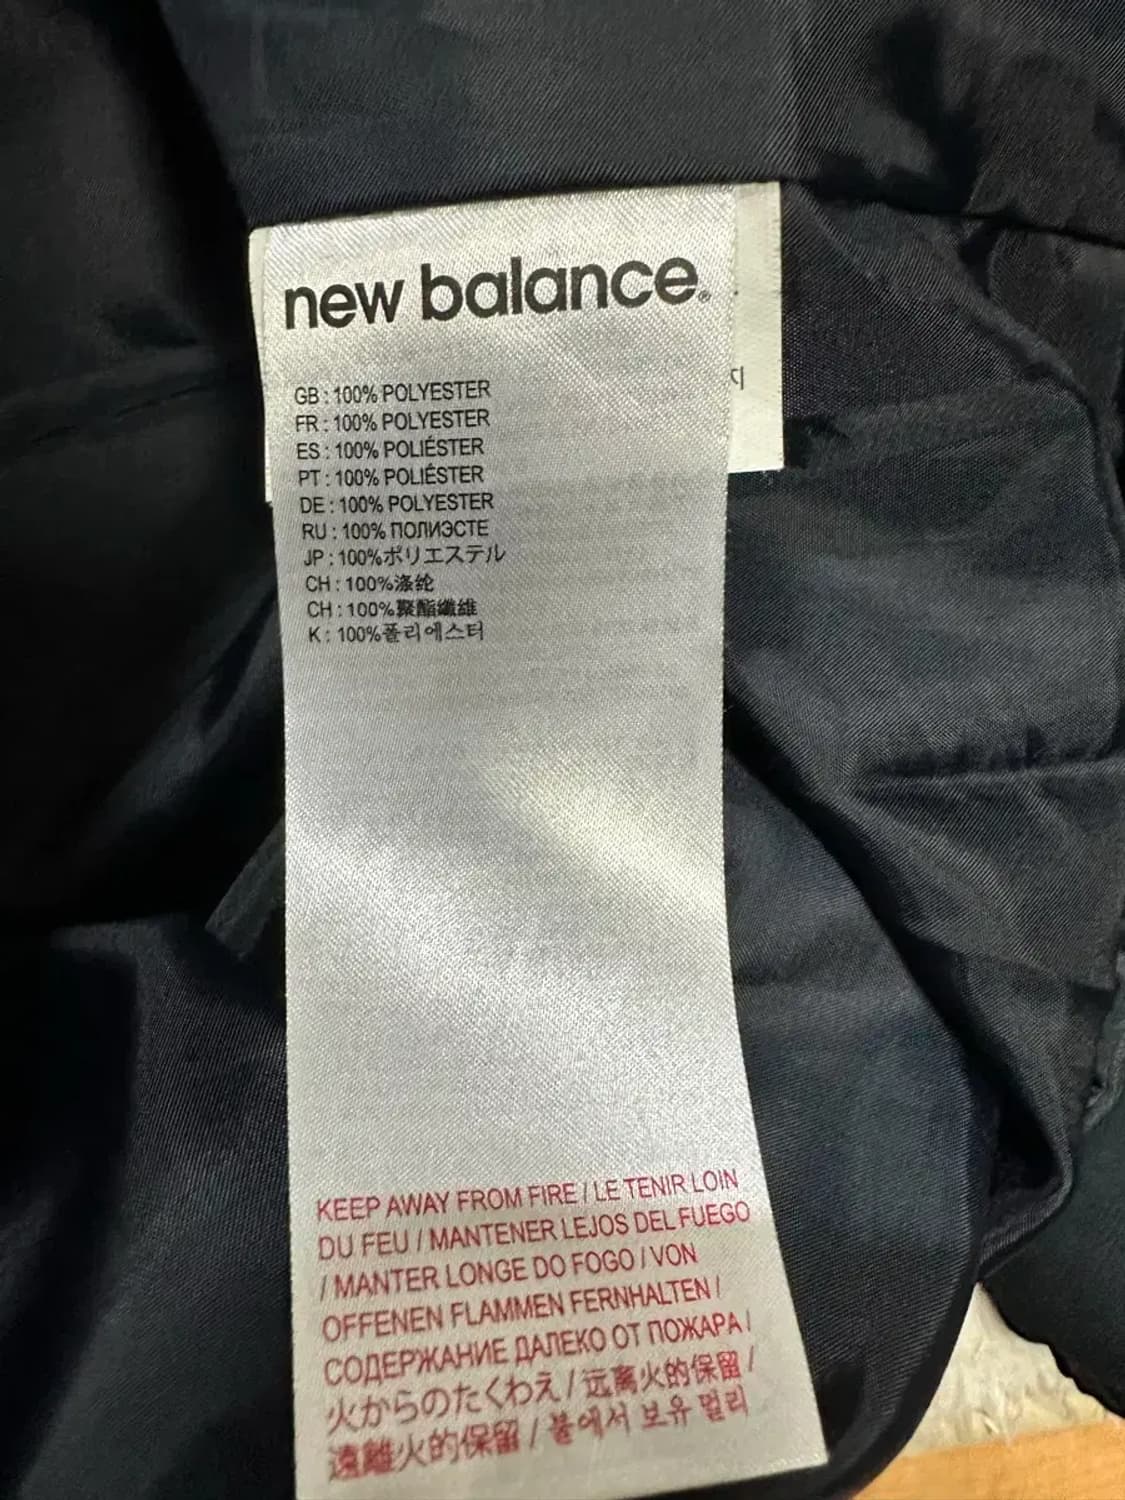 new balance®
GB : 100% POLYESTER
FR : 100% POLYESTER
ES : 100% POLIÉSTER
PT : 100% POLIÉSTER
DE : 100% POLYESTER
RU : 100% ПОЛИЭСТЕ
JP : 100%ポリエステル
CH : 100%涤纶
CH : 100%聚酯纖維
K : 100%폴리에스터
지
KEEP AWAY FROM FIRE / LE TENIR LOIN
DU FEU / MANTENER LEJOS DEL FUEGO
/ MANTER LONGE DO FOGO / VON
OFFENEN FLAMMEN FERNHALTEN /
СОДЕРЖАНИЕ ДАЛЕКО ОТ ПОЖАРА /
火からのたくわえ / 远离火的保留 /
遠離火的保留 / 불에서 보유 멀리